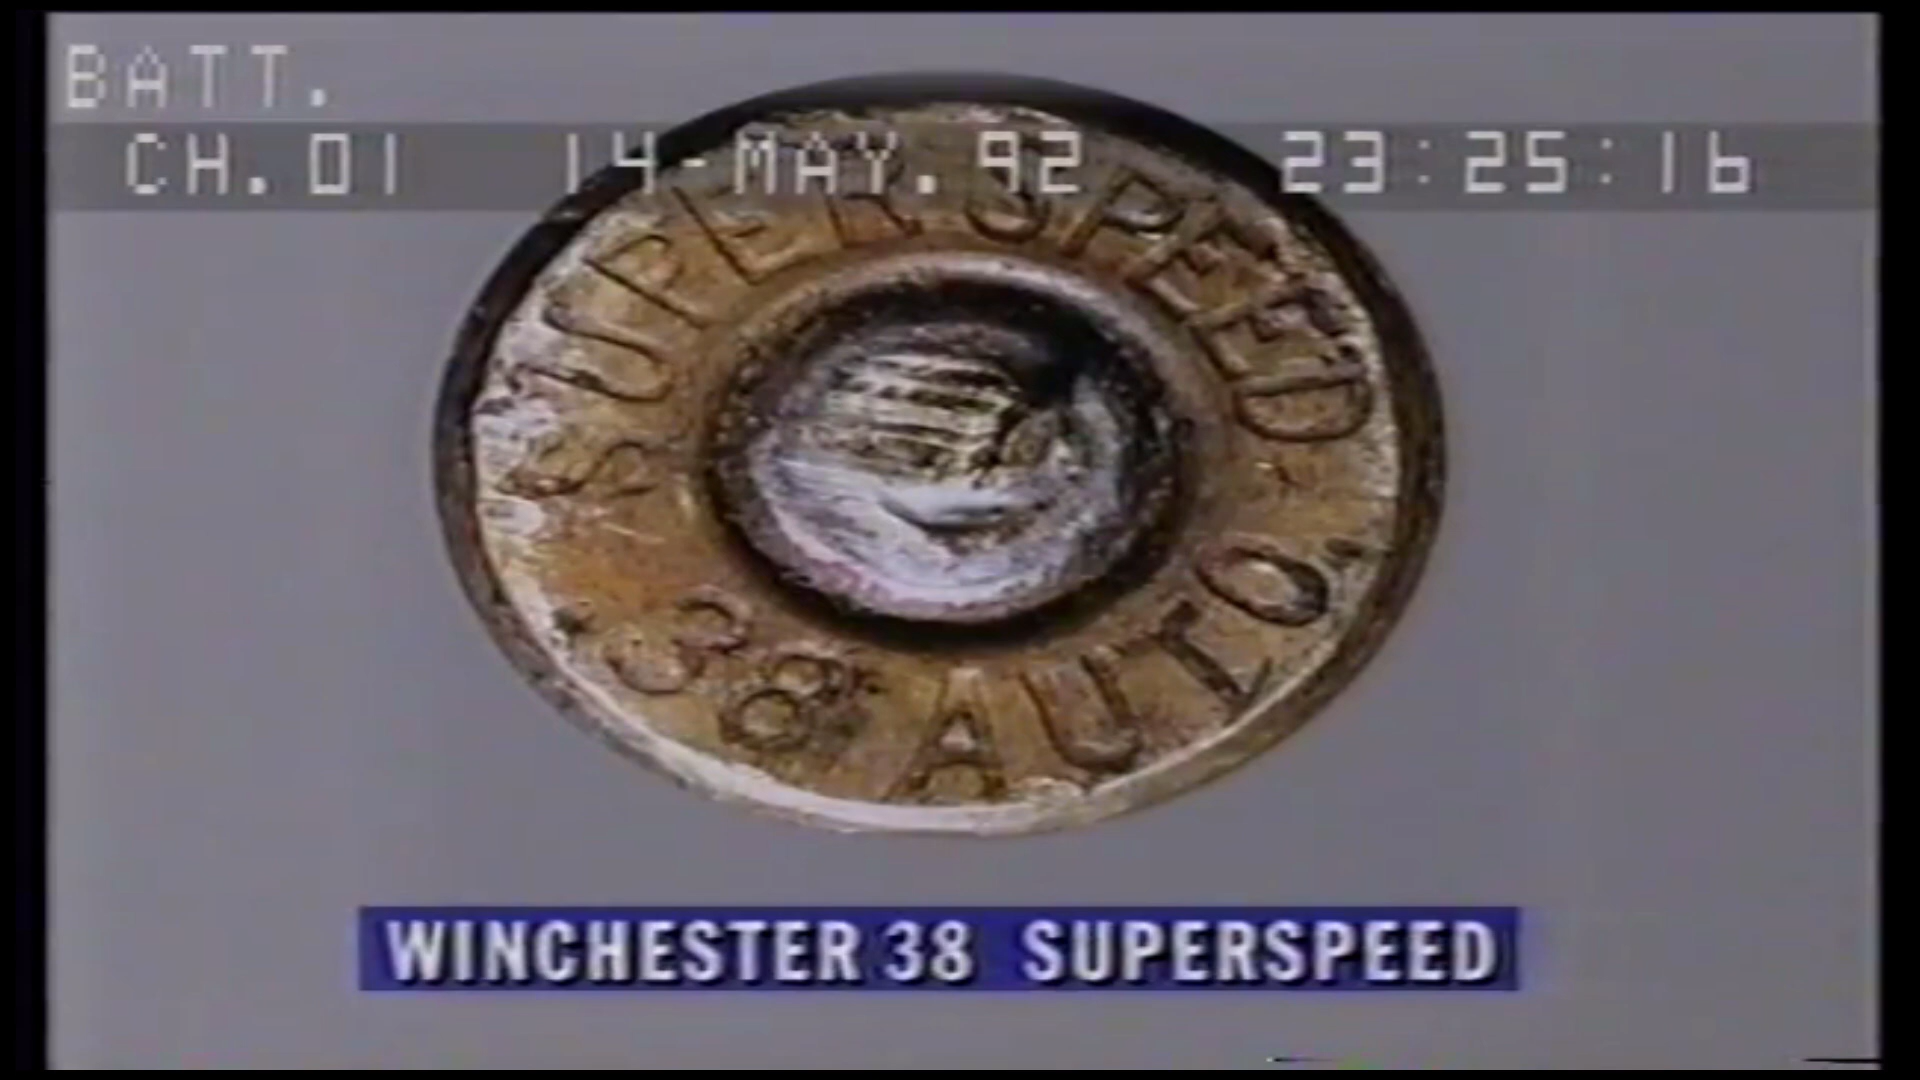 BATT.
CH.01 14-MAY.92 23:25:16
SUPER SPEED
38 AUTO
WINCHESTER 38 SUPERSPEED